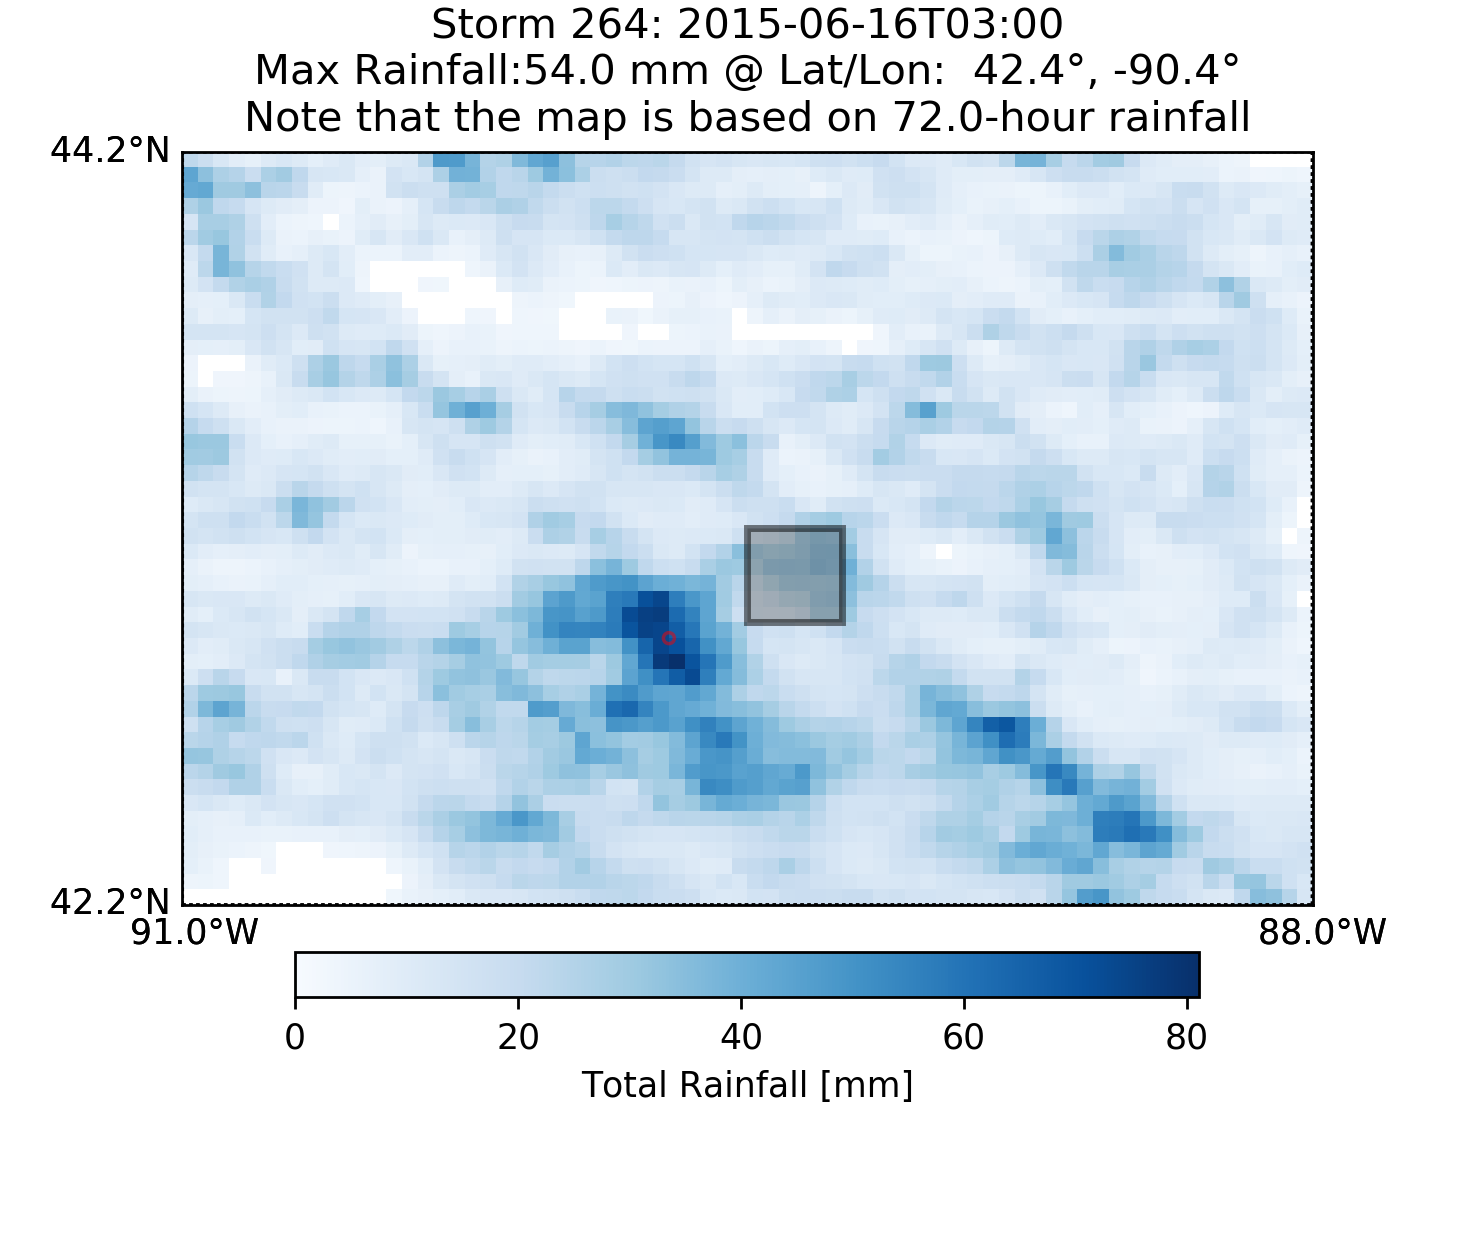 Storm 264: 2015-06-16T03:00
Max Rainfall:54.0 mm @ Lat/Lon:  42.4°, -90.4°
Note that the map is based on 72.0-hour rainfall
44.2°N
42.2°N
91.0°W 88.0°W
0 20 40 60 80
Total Rainfall [mm]